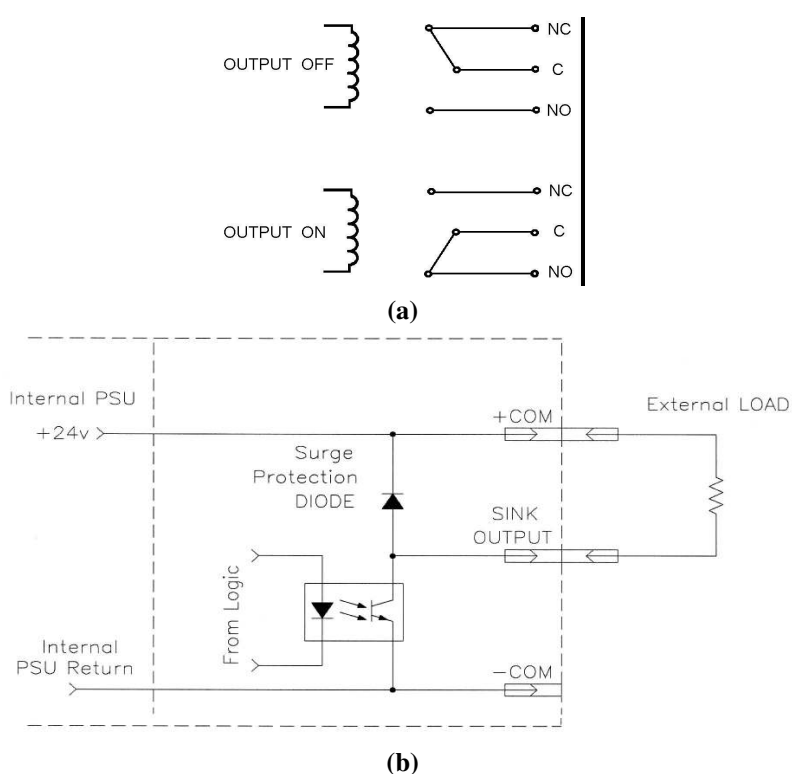 NC
OUTPUT OFF
C
NO
NC
OUTPUT ON
C
NO
(a)
Internal PSU
+24v
+COM
External LOAD
Surge
Protection
DIODE
SINK
OUTPUT
From Logic
Internal
PSU Return
−COM
(b)